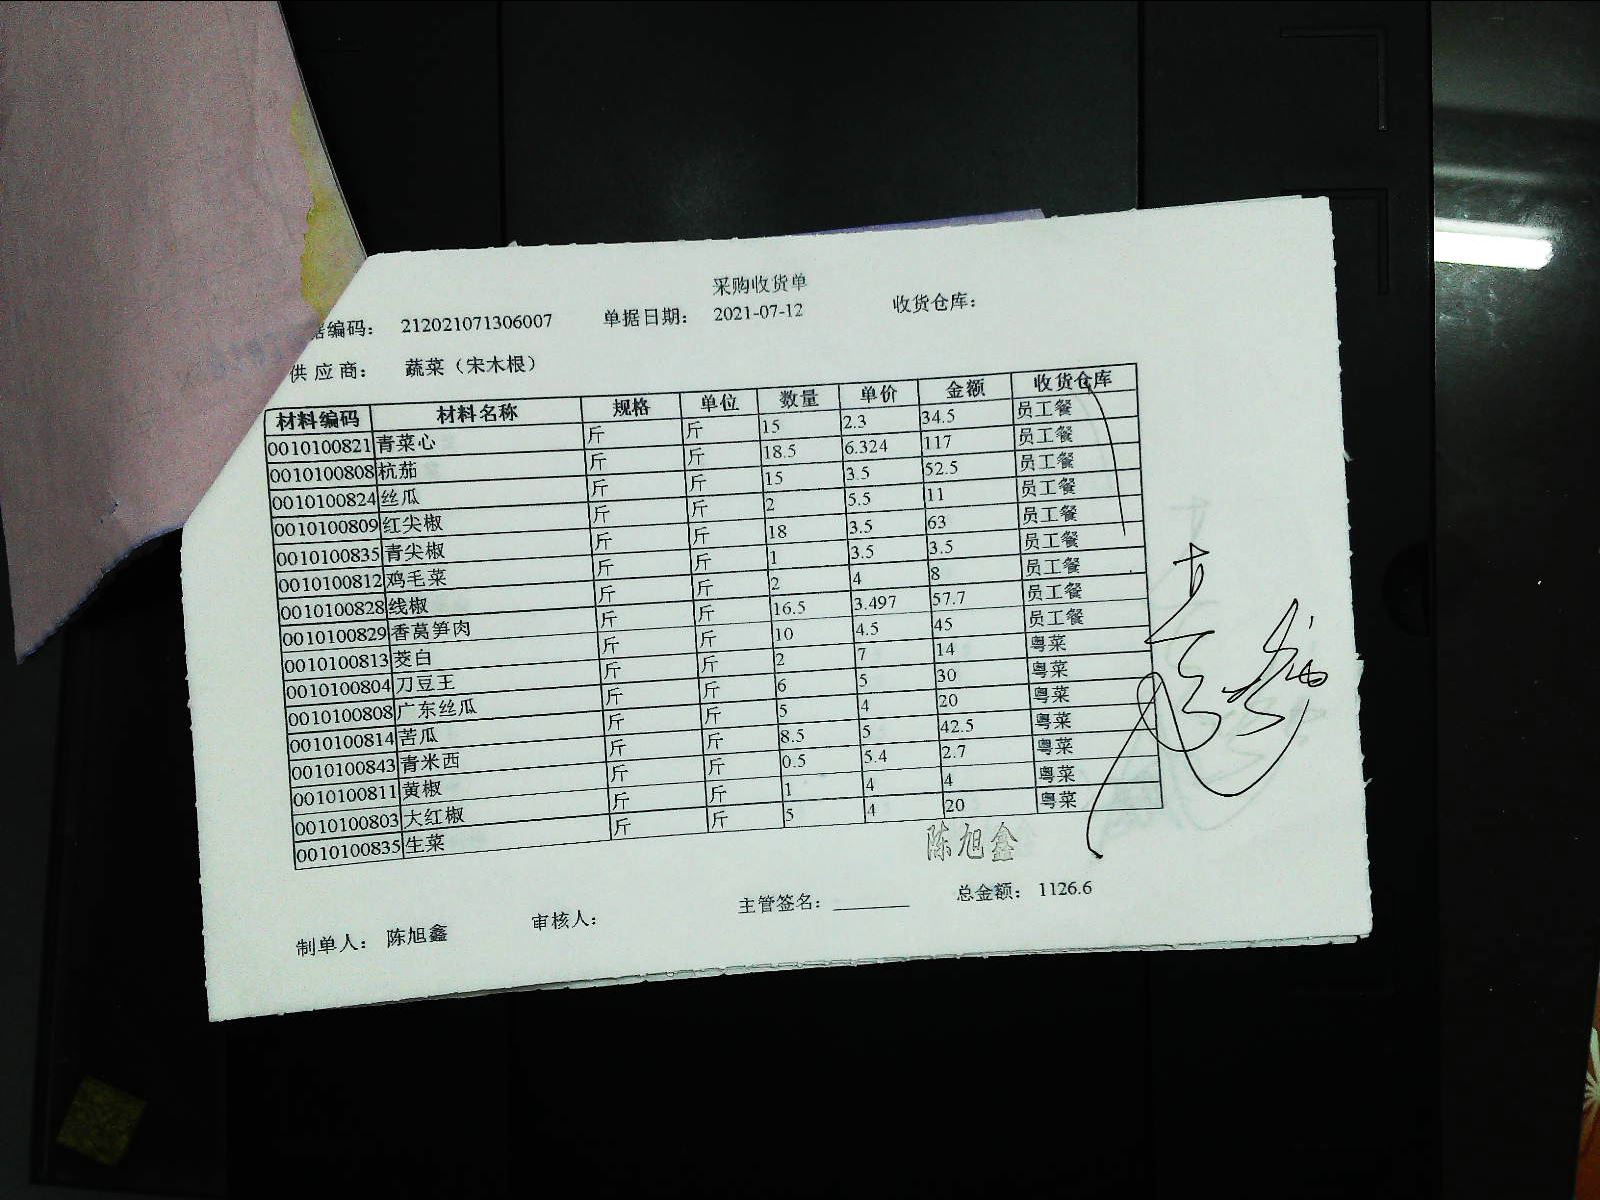 采购收货单
据编码： 212021071306007 单据日期： 2021-07-12 收货仓库：
供应商： 蔬菜（宋木根）
材料编码 材料名称 规格 单位 数量 单价 金额 收货仓库
0010100821 青菜心 斤 斤 15 2.3 34.5 员工餐
0010100808 杭茄 斤 斤 18.5 6.324 117 员工餐
0010100824 丝瓜 斤 斤 15 3.5 52.5 员工餐
0010100809 红尖椒 斤 斤 2 5.5 11 员工餐
0010100835 青尖椒 斤 斤 18 3.5 63 员工餐
0010100812 鸡毛菜 斤 斤 1 3.5 3.5 员工餐
0010100828 线椒 斤 斤 2 4 8 员工餐
0010100829 香莴笋肉 斤 斤 16.5 3.497 57.7 员工餐
0010100813 茭白 斤 斤 10 4.5 45 员工餐
0010100804 刀豆王 斤 斤 2 7 14 粤菜
0010100808 广东丝瓜 斤 斤 6 5 30 粤菜
0010100814 苦瓜 斤 斤 5 4 20 粤菜
0010100843 青米西 斤 斤 8.5 5 42.5 粤菜
0010100811 黄椒 斤 斤 0.5 5.4 2.7 粤菜
0010100803 大红椒 斤 斤 1 4 4 粤菜
0010100835 生菜 斤 斤 5 4 20 粤菜
陈旭鑫
制单人： 陈旭鑫 审核人： 主管签名： 总金额： 1126.6